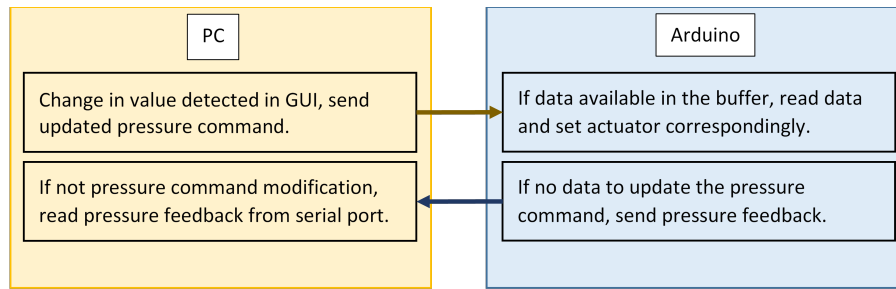 PC
Change in value detected in GUI, send
updated pressure command.
If not pressure command modification,
read pressure feedback from serial port.
Arduino
If data available in the buffer, read data
and set actuator correspondingly.
If no data to update the pressure
command, send pressure feedback.